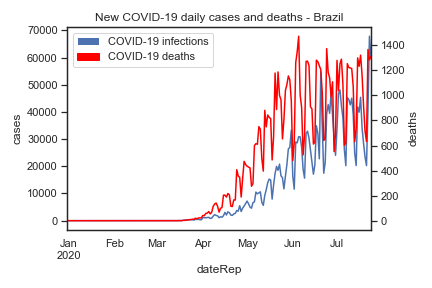 New COVID-19 daily cases and deaths - Brazil
COVID-19 infections
COVID-19 deaths
70000
60000
50000
40000
30000
20000
10000
0
cases
1400
1200
1000
800
600
400
200
0
deaths
Jan Feb Mar Apr May Jun Jul
2020
dateRep